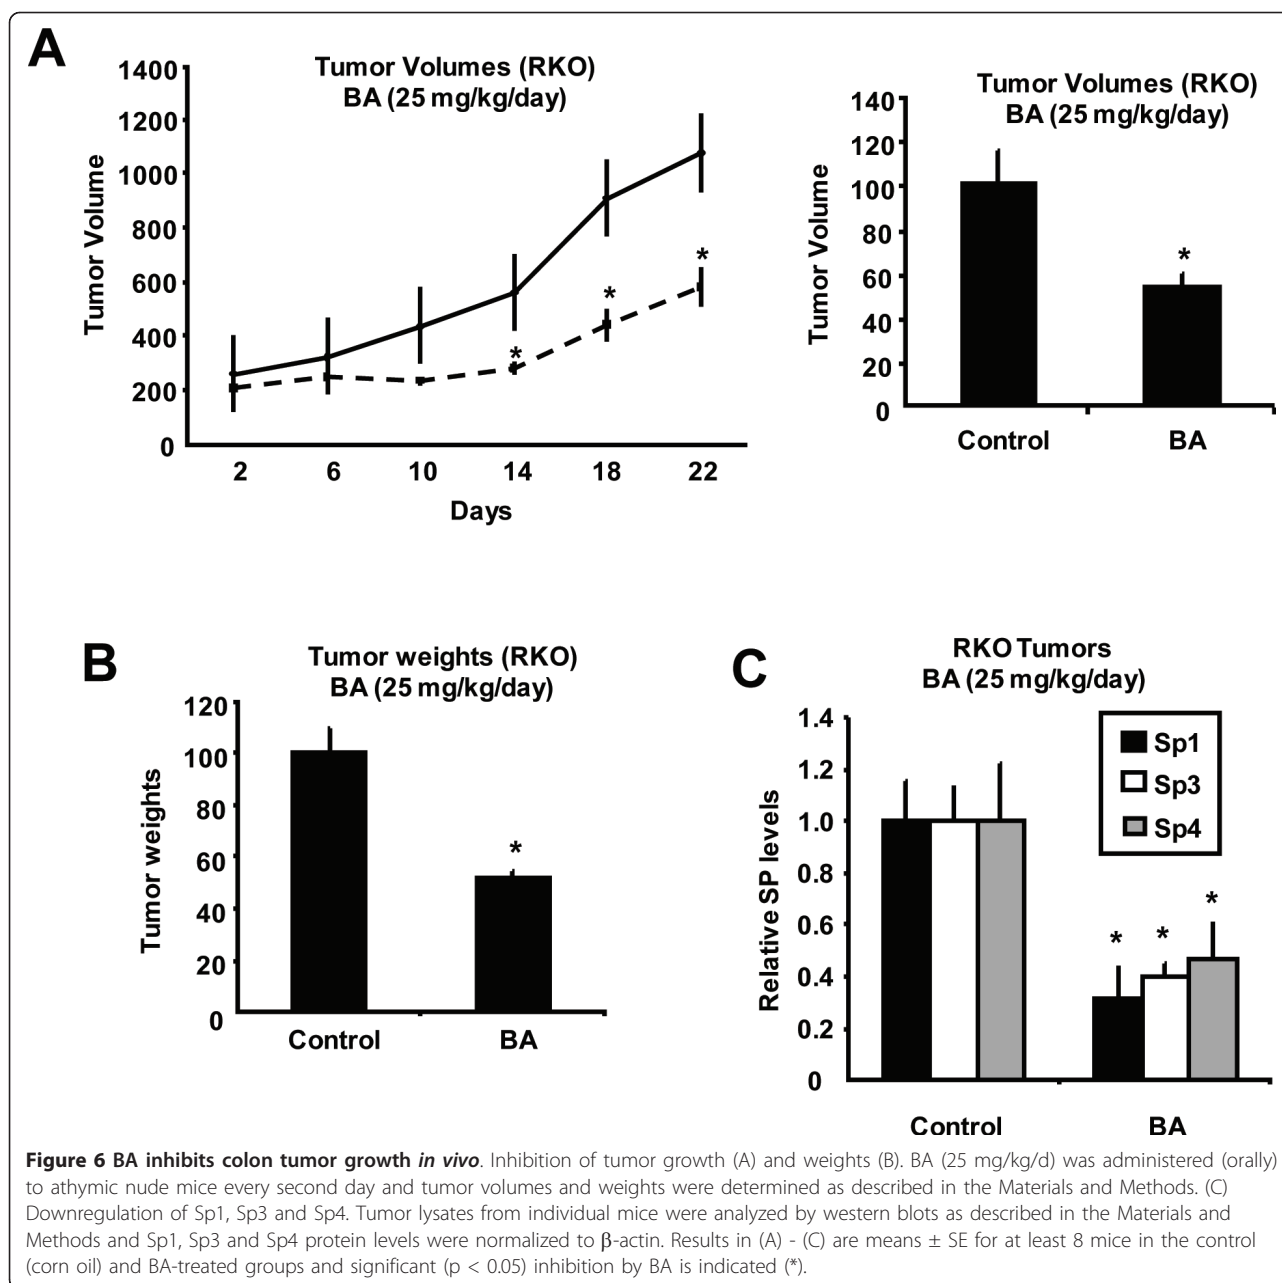 A
Tumor Volumes (RKO)
BA (25 mg/kg/day)
1400
1200
1000
800
600
400
200
0
Tumor Volume
*
*
*
2 6 10 14 18 22
Days
Tumor Volumes (RKO)
BA (25 mg/kg/day)
140
120
100
80
60
40
20
0
Tumor Volume
*
Control BA
B
Tumor weights (RKO)
BA (25 mg/kg/day)
120
100
80
60
40
20
0
Tumor weights
*
Control BA
C
RKO Tumors
BA (25 mg/kg/day)
1.4
1.2
1.0
0.8
0.6
0.4
0.2
0
Relative SP levels
Sp1
Sp3
Sp4
* * *
Control BA
Figure 6 BA inhibits colon tumor growth in vivo. Inhibition of tumor growth (A) and weights (B). BA (25 mg/kg/d) was administered (orally)
to athymic nude mice every second day and tumor volumes and weights were determined as described in the Materials and Methods. (C)
Downregulation of Sp1, Sp3 and Sp4. Tumor lysates from individual mice were analyzed by western blots as described in the Materials and
Methods and Sp1, Sp3 and Sp4 protein levels were normalized to β-actin. Results in (A) - (C) are means ± SE for at least 8 mice in the control
(corn oil) and BA-treated groups and significant (p < 0.05) inhibition by BA is indicated (*).